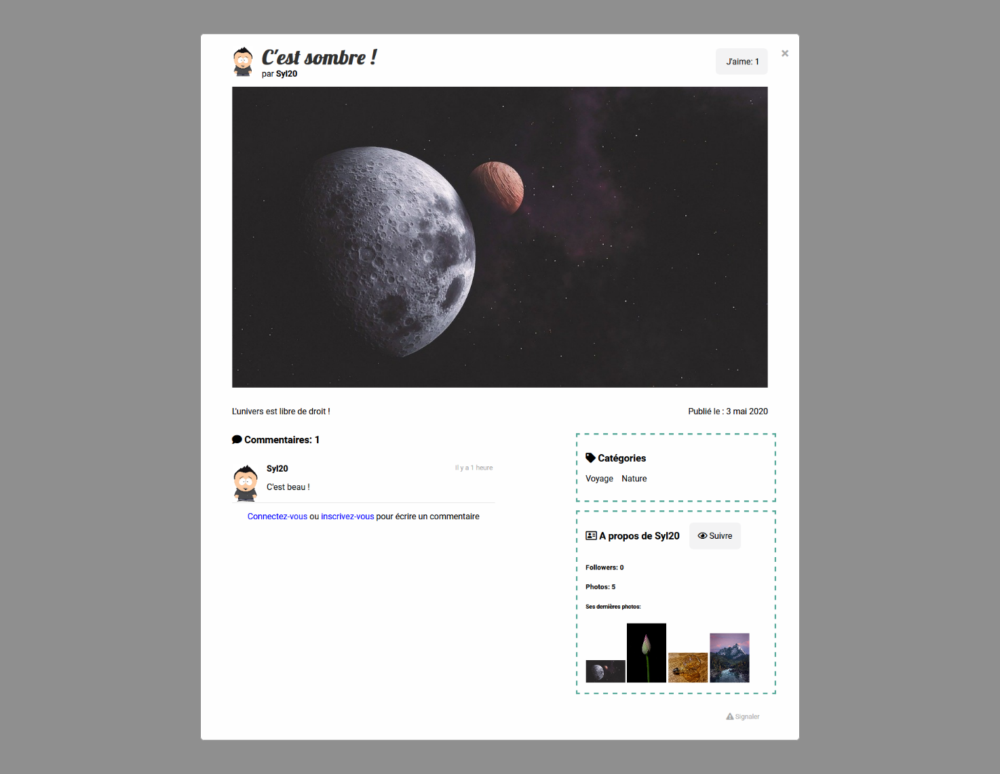 C'est sombre !
par Syl20
J'aime: 1
×
L'univers est libre de droit !
Publié le : 3 mai 2020
Commentaires: 1
Syl20
Il y a 1 heure
C'est beau !
Connectez-vous ou inscrivez-vous pour écrire un commentaire
Catégories
Voyage Nature
A propos de Syl20
Suivre
Followers: 0
Photos: 5
Ses dernières photos:
Signaler